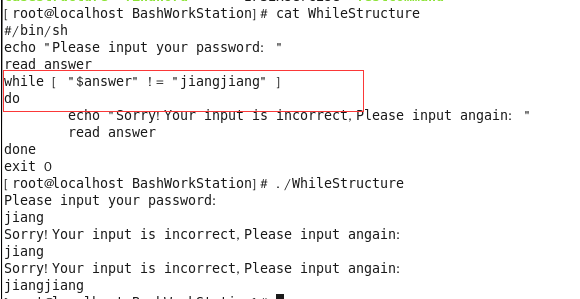 [root@localhost BashWorkStation]# cat WhileStructure
#/bin/sh
echo "Please input your password: "
read answer
while [ "$answer" != "jiangjiang" ]
do
echo "Sorry! Your input is incorrect, Please input angain: "
read answer
done
exit 0
[root@localhost BashWorkStation]# ./WhileStructure
Please input your password:
jiang
Sorry! Your input is incorrect, Please input angain:
jiang
Sorry! Your input is incorrect, Please input angain:
jiangjiang